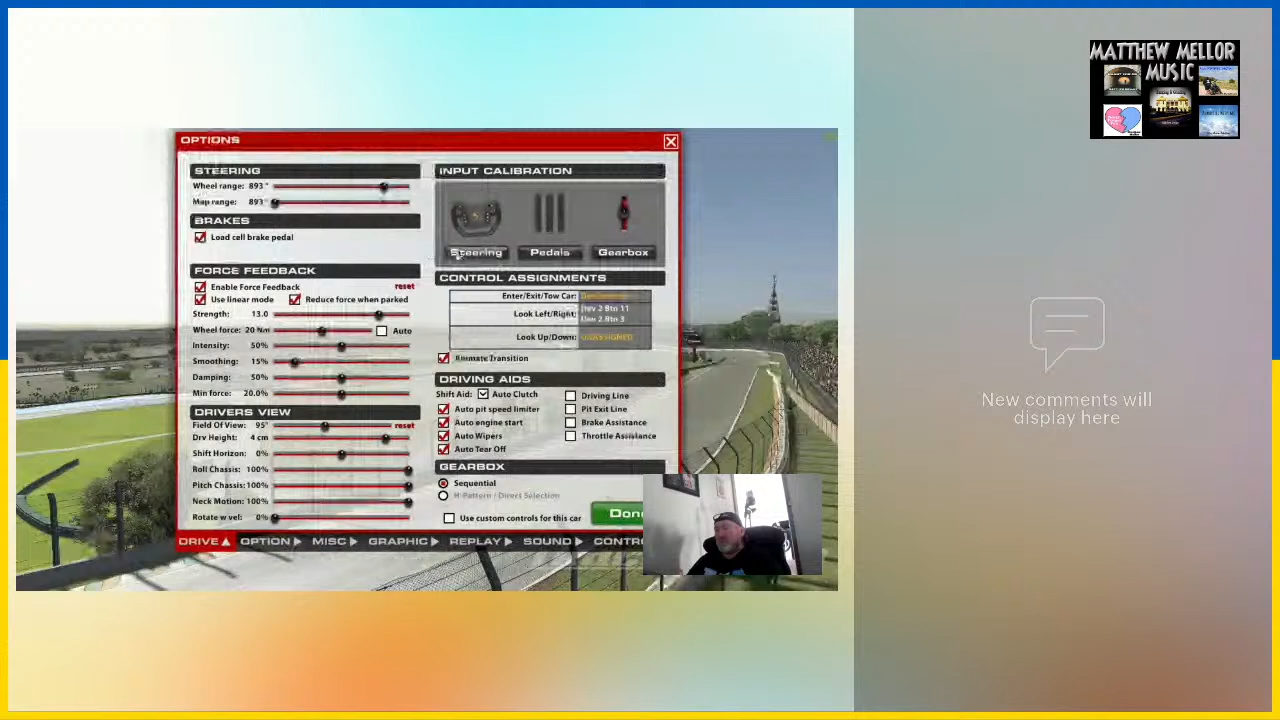 MATTHEW MELLOR
MUSIC
OPTIONS
STEERING
Wheel range: 893 °
Map range: 893°
BRAKES
Load cell brake pedal
FORCE FEEDBACK
Enable Force Feedback
reset
Use linear mode
Reduce force when parked
Strength: 13.0
Wheel force: 20 Nm
Auto
Intensity: 50%
Smoothing: 15%
Damping: 50%
Min force: 20.0%
DRIVERS VIEW
Field Of View: 95°
reset
Drv Height: 4 cm
Shift Horizon: 0%
Roll Chassis: 100%
Pitch Chassis: 100%
Neck Motion: 100%
Rotate w vel: 0%
INPUT CALIBRATION
Steering
Pedals
Gearbox
CONTROL ASSIGNMENTS
Enter/Exit/Tow Car:
Look Left/Right:
Btn 11
Btn 3
Look Up/Down: UNASSIGNED
Animate Transition
DRIVING AIDS
Shift Aid:
Auto Clutch
Driving Line
Auto pit speed limiter
Pit Exit Line
Auto engine start
Brake Assistance
Auto Wipers
Throttle Assistance
Auto Tear Off
GEARBOX
Sequential
H-Pattern / Direct Selection
Use custom controls for this car
Don
DRIVE
OPTION
MISC
GRAPHIC
REPLAY
SOUND
CONTR
New comments will
display here